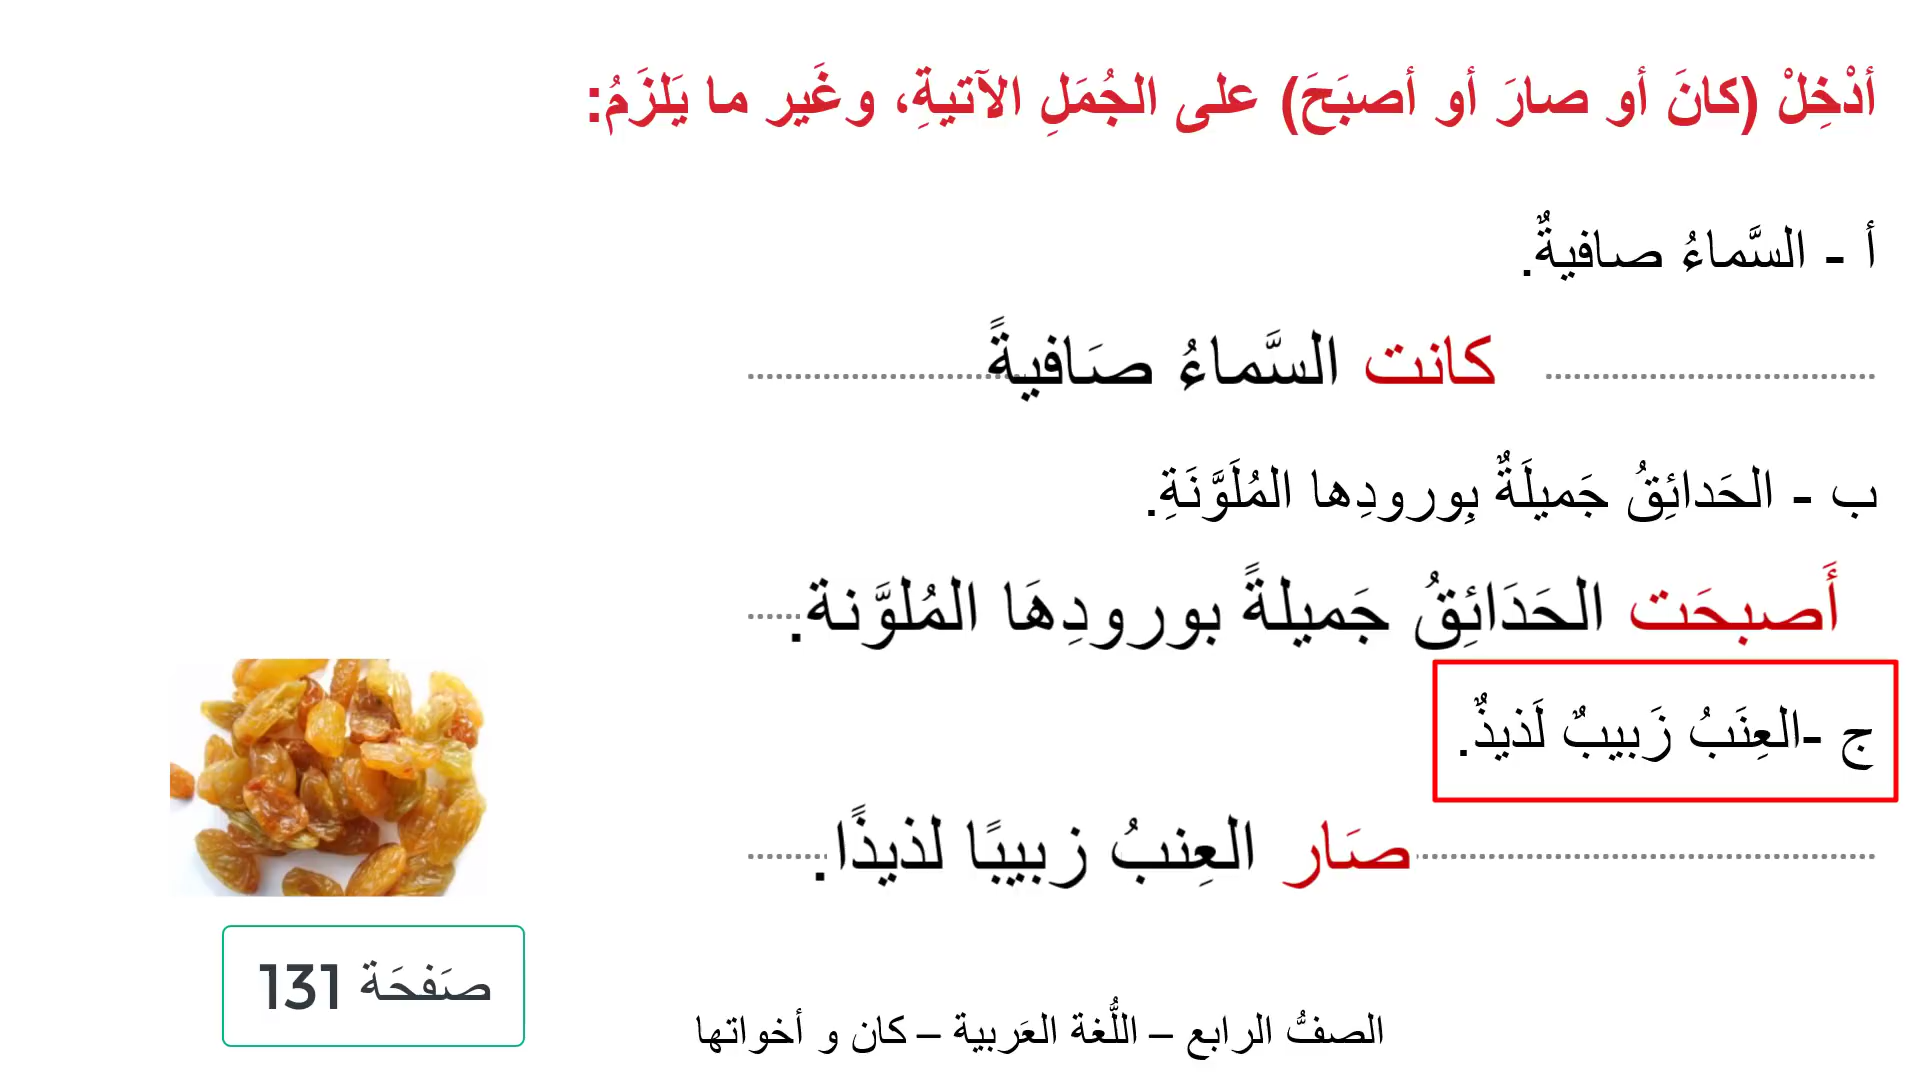 أدْخِلْ (كانَ أو صارَ أو أصبَحَ) على الجُمَلِ الآتيةِ، وغَير ما يَلزَمُ:
أ - السَّماءُ صافيةٌ.
كانت السَّماءُ صَافيةً
ب - الحَدائِقُ جَميلَةٌ بِورودِها المُلَوَّنَةِ.
أَصبحَت الحَدَائِقُ جَميلةً بورودِهَا المُلوَّنة.
ج -العِنَبُ زَبيبٌ لَذيذٌ.
صَار العِنبُ زبيبًا لذيذًا.
صَفحَة 131
الصفُّ الرابع – اللُّغة العَربية – كان و أخواتها